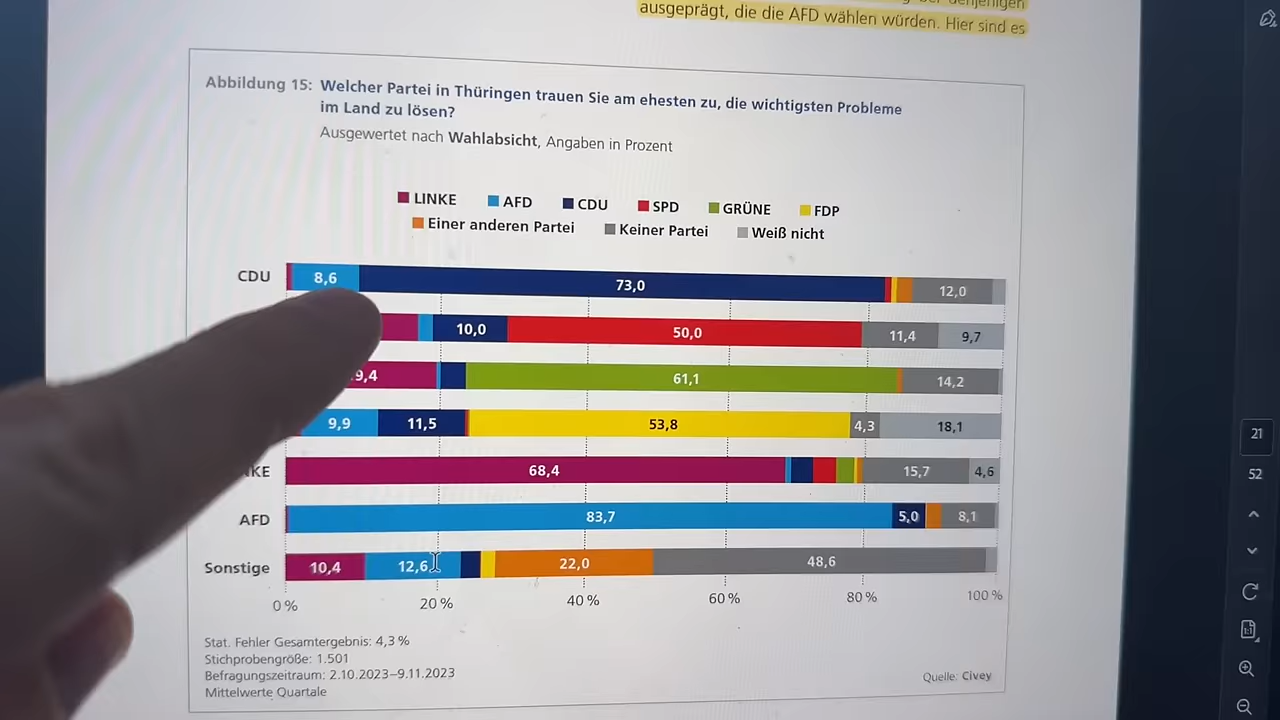 ausgeprägt, die die AFD wählen würden. Hier sind es
Abbildung 15: Welcher Partei in Thüringen trauen Sie am ehesten zu, die wichtigsten Probleme
im Land zu lösen?
Ausgewertet nach Wahlabsicht, Angaben in Prozent
LINKE AFD CDU SPD GRÜNE FDP
Einer anderen Partei Keiner Partei Weiß nicht
CDU 8,6 73,0 12,0
10,0 50,0 11,4 9,7
9,4 61,1 14,2
9,9 11,5 53,8 4,3 18,1
KE 68,4 15,7 4,6
AFD 83,7 5,0 8,1
Sonstige 10,4 12,6 22,0 48,6
0 % 20 % 40 % 60 % 80 % 100 %
Stat. Fehler Gesamtergebnis: 4,3 %
Stichprobengröße: 1.501
Befragungszeitraum: 2.10.2023–9.11.2023
Mittelwerte Quartale
Quelle: Civey
21
52
1:1